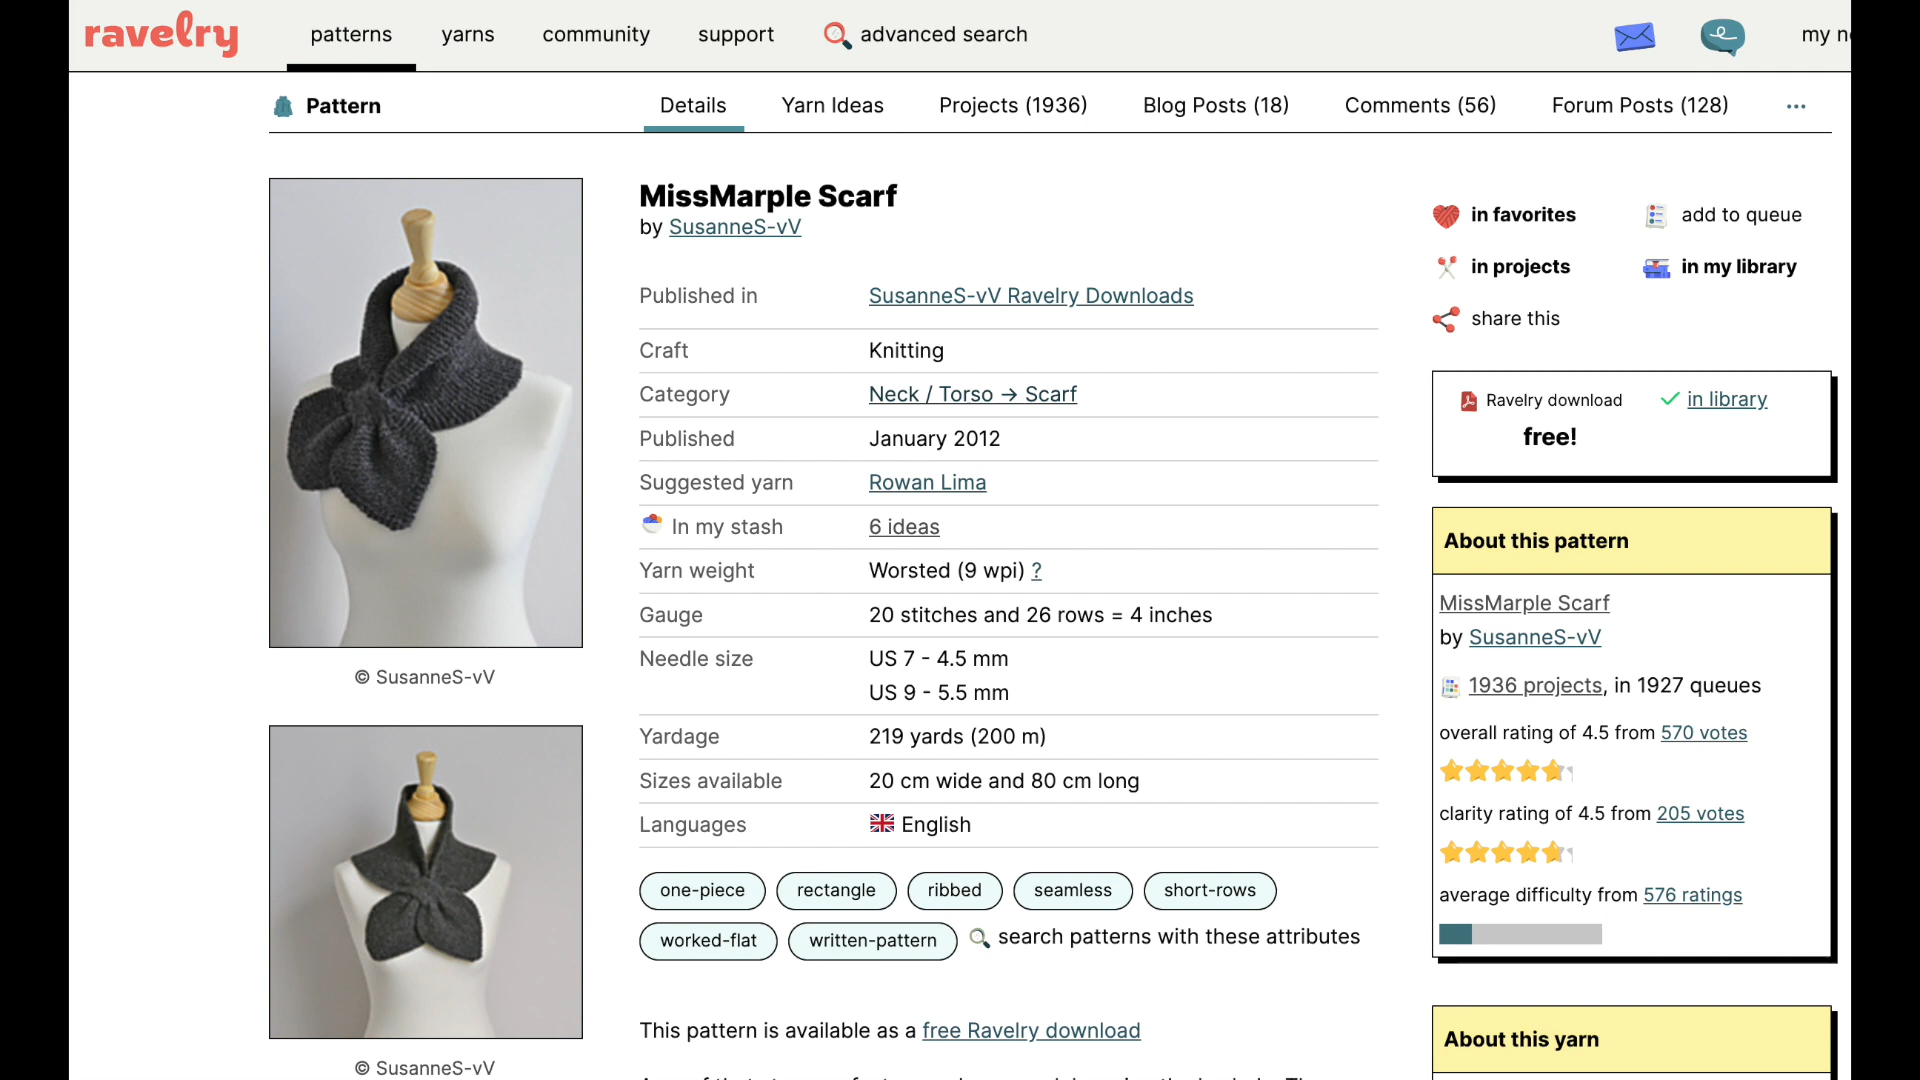 ravelry
patterns yarns community support advanced search my n
Pattern Details Yarn Ideas Projects (1936) Blog Posts (18) Comments (56) Forum Posts (128) ...
MissMarple Scarf
by SusanneS-vV
Published in SusanneS-vV Ravelry Downloads
Craft Knitting
Category Neck / Torso → Scarf
Published January 2012
Suggested yarn Rowan Lima
In my stash 6 ideas
Yarn weight Worsted (9 wpi) ?
Gauge 20 stitches and 26 rows = 4 inches
Needle size US 7 - 4.5 mm
US 9 - 5.5 mm
Yardage 219 yards (200 m)
Sizes available 20 cm wide and 80 cm long
Languages English
one-piece rectangle ribbed seamless short-rows
worked-flat written-pattern search patterns with these attributes
This pattern is available as a free Ravelry download
© SusanneS-vV
© SusanneS-vV
in favorites add to queue
in projects in my library
share this
Ravelry download in library
free!
About this pattern
MissMarple Scarf
by SusanneS-vV
1936 projects, in 1927 queues
overall rating of 4.5 from 570 votes
clarity rating of 4.5 from 205 votes
average difficulty from 576 ratings
About this yarn